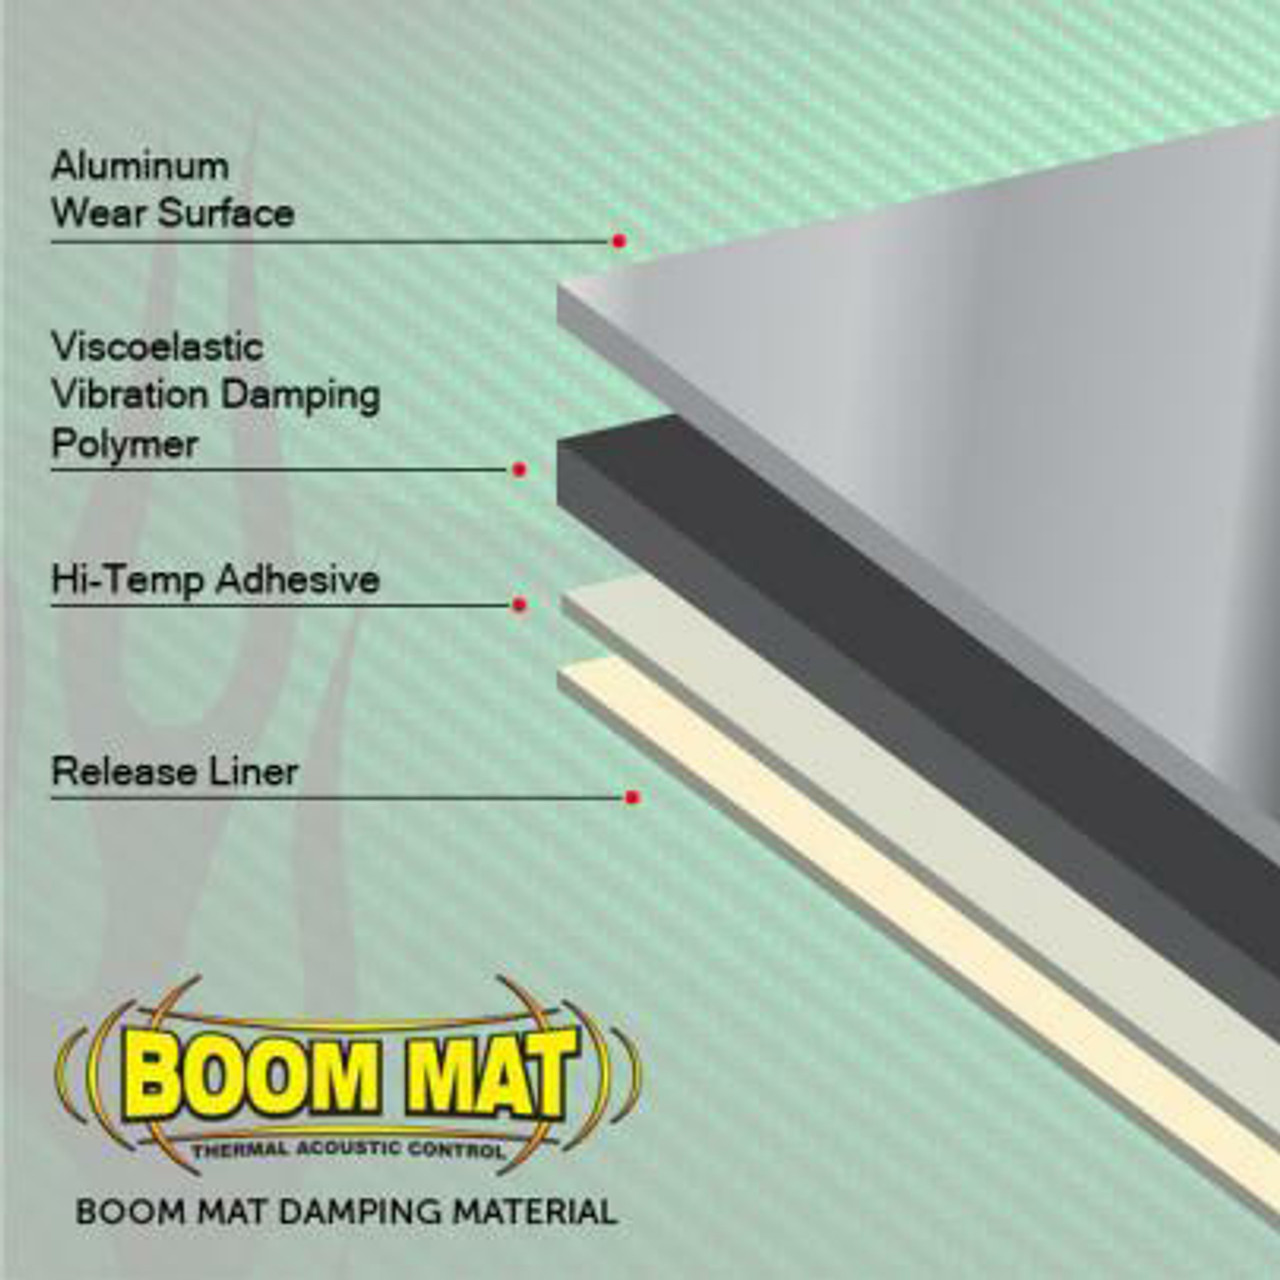 Aluminum
Wear Surface
Viscoelastic
Vibration Damping
Polymer
Hi-Temp Adhesive
Release Liner
BOOM MAT
THERMAL ACOUSTIC CONTROL
BOOM MAT DAMPING MATERIAL